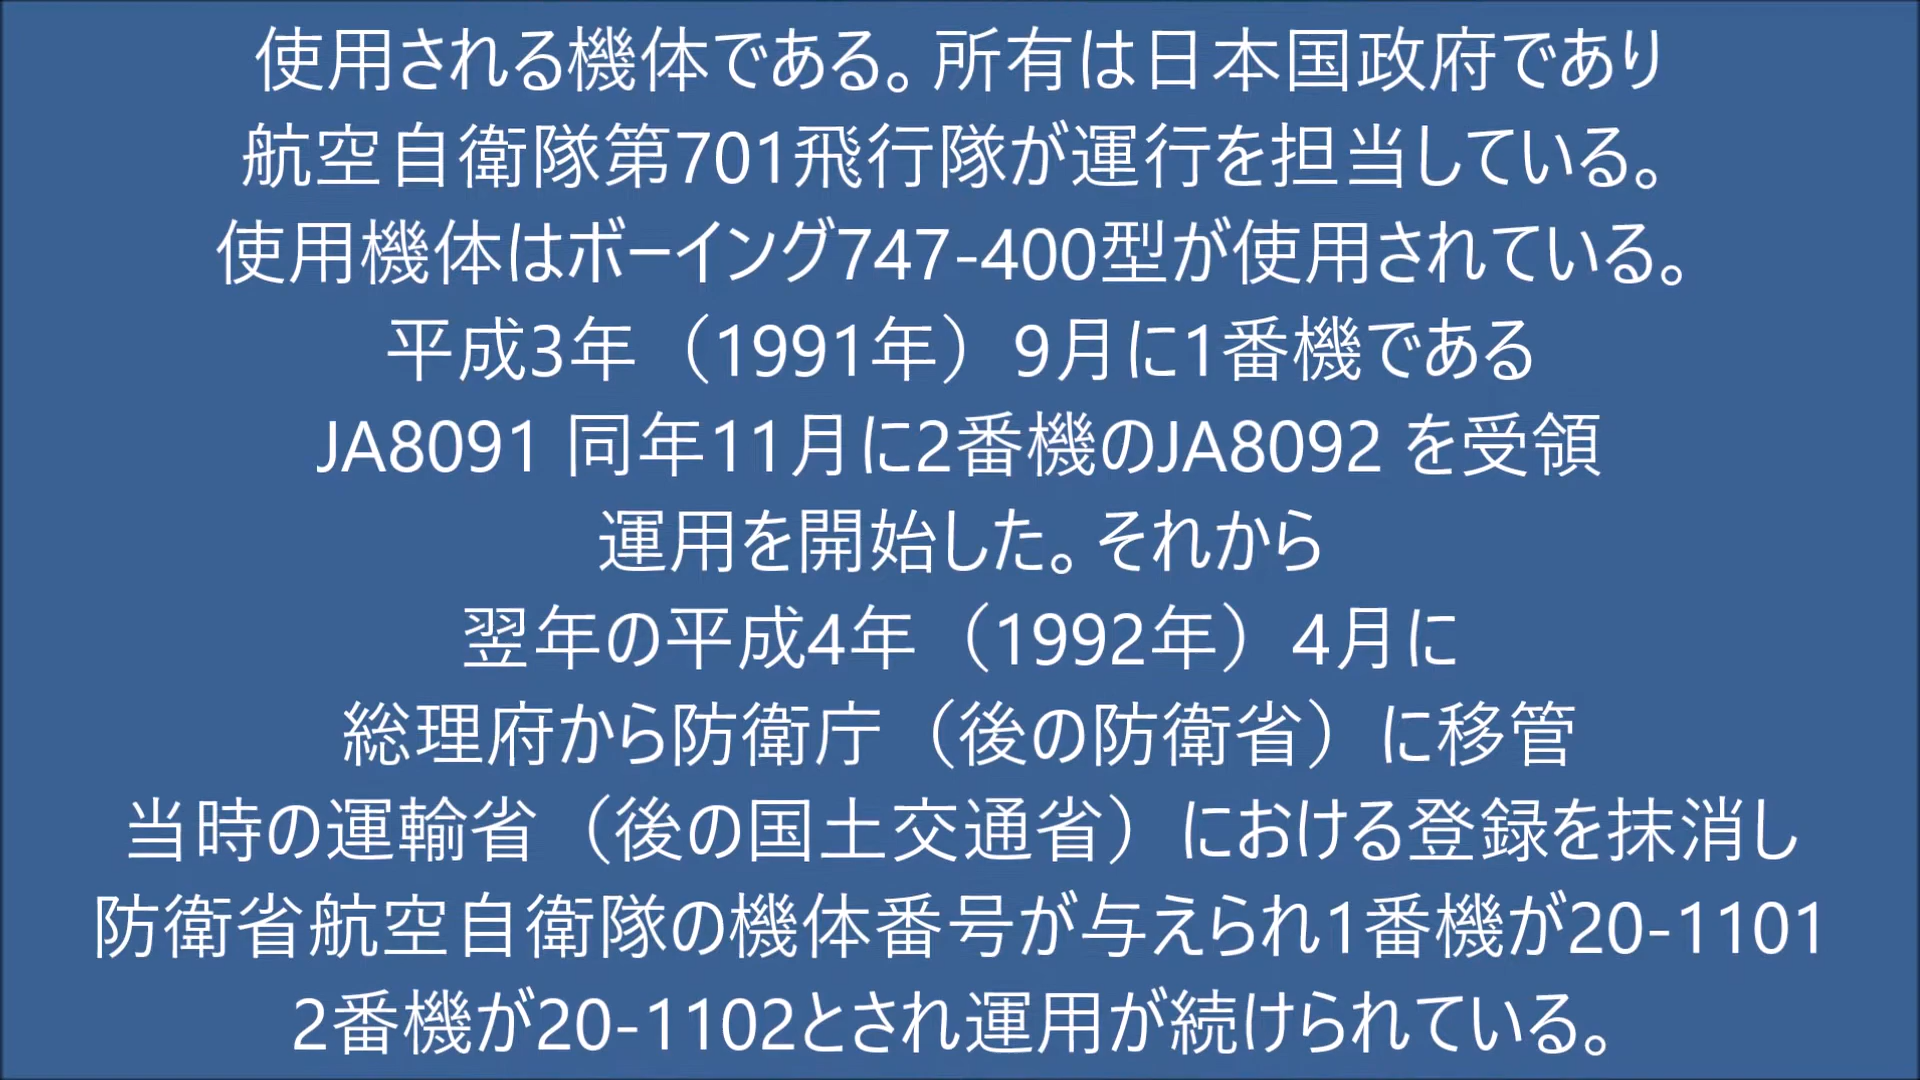 使用される機体である。所有は日本国政府であり
航空自衛隊第701飛行隊が運行を担当している。
使用機体はボーイング747-400型が使用されている。
平成3年（1991年）9月に1番機である
JA8091 同年11月に2番機のJA8092 を受領
運用を開始した。それから
翌年の平成4年（1992年）4月に
総理府から防衛庁（後の防衛省）に移管
当時の運輸省（後の国土交通省）における登録を抹消し
防衛省航空自衛隊の機体番号が与えられ1番機が20-1101
2番機が20-1102とされ運用が続けられている。